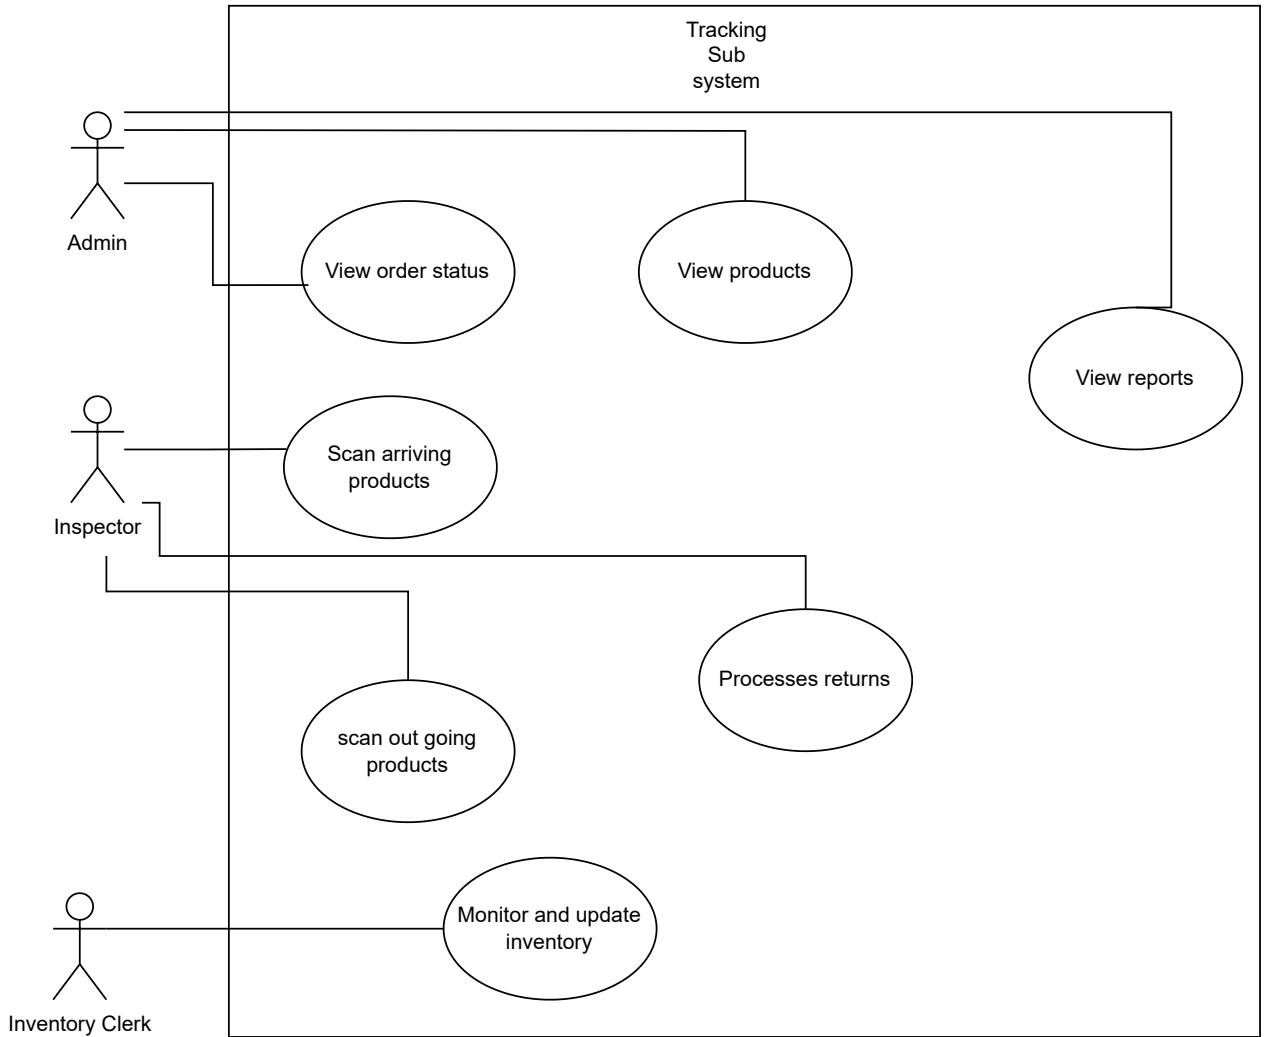 Tracking
Sub
system
Admin
View order status
View products
View reports
Scan arriving
products
Inspector
Processes returns
scan out going
products
Monitor and update
inventory
Inventory Clerk